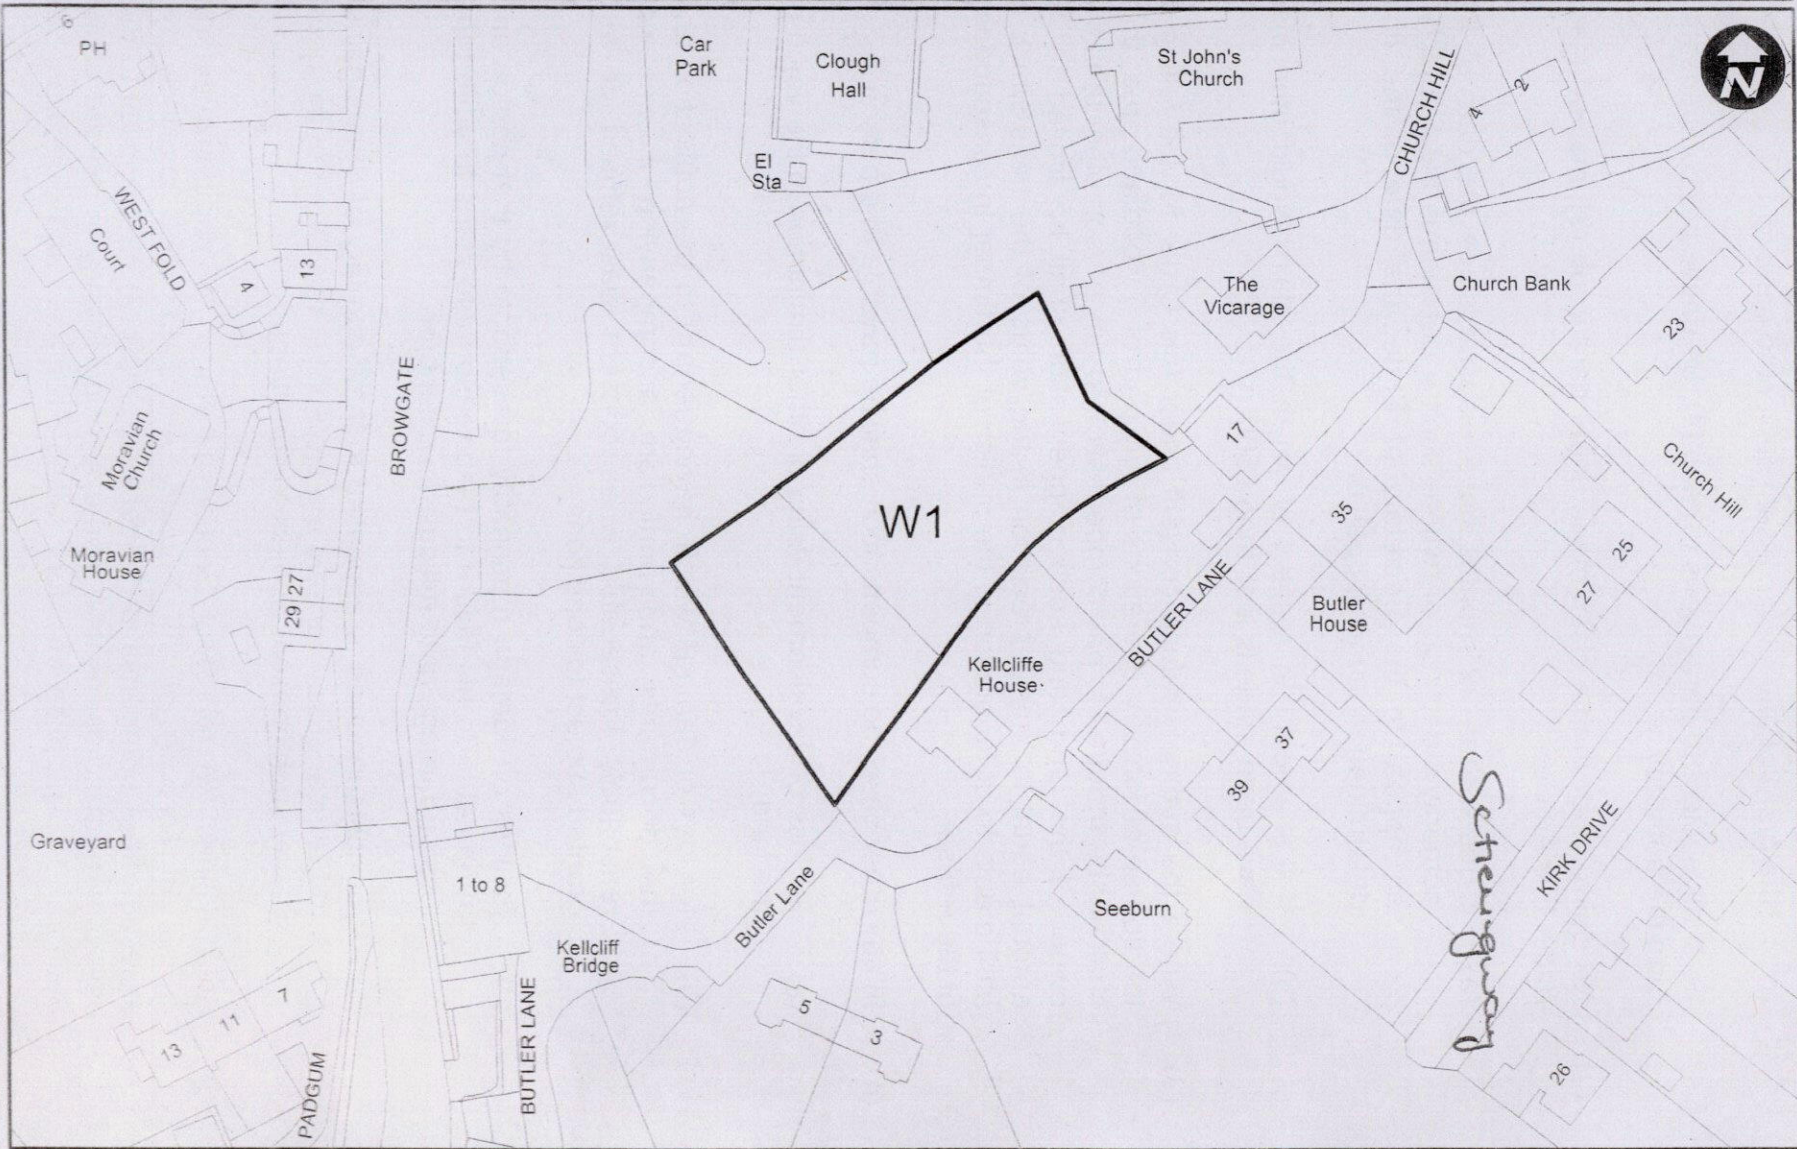 6
PH
Car
Park
Clough
Hall
St John's
Church
CHURCH HILL
4
2
N
El
Sta
WEST FOLD
Court
4
13
The
Vicarage
Church Bank
23
BROWGATE
Moravian
Church
17
Church Hill
W1
35
25
27
Moravian
House
27
29
BUTLER LANE
Butler
House
Kellcliffe
House
37
39
KIRK DRIVE
Graveyard
1 to 8
Butler Lane
Seeburn
Kellcliff
Bridge
7
11
13
5
3
BUTLER LANE
PADGUM
26